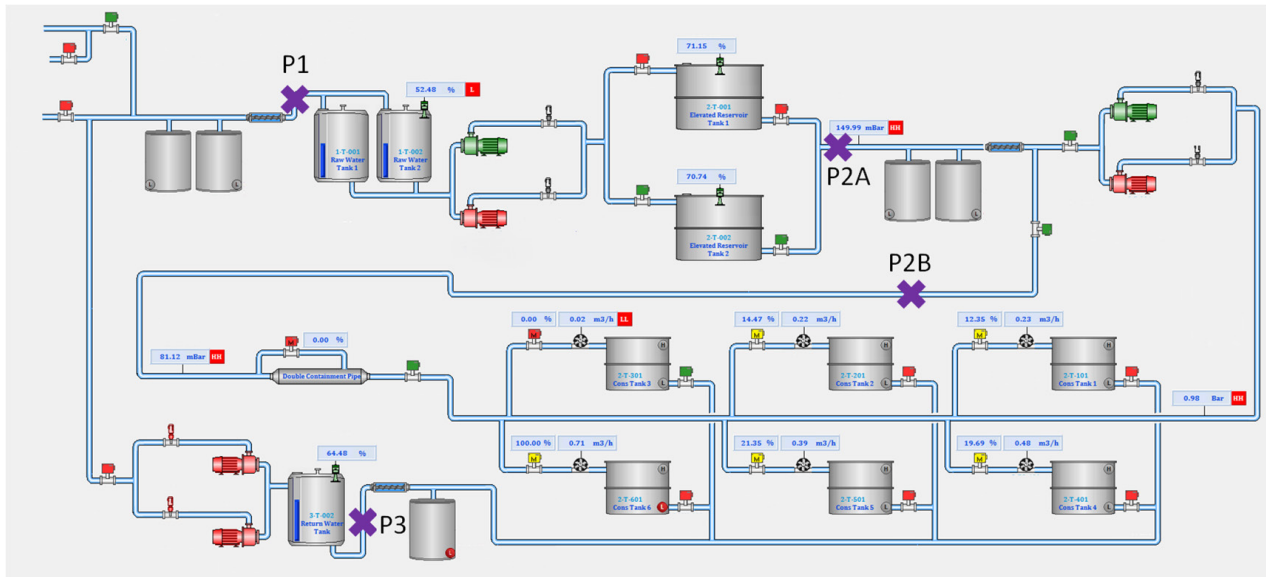 P1
52.48 %
L
71.15 %
1-T-001
Raw Water
Tank 1
1-T-002
Raw Water
Tank 2
2-T-001
Elevated Reservoir
Tank 1
149.99 mBar
HH
P2A
L
L
L
L
70.74 %
2-T-002
Elevated Reservoir
Tank 2
P2B
0.00 %
0.02 m3/h
LL
14.47 %
0.22 m3/h
12.35 %
0.23 m3/h
M
M
M
M
0.00 %
H
H
H
81.12 mBar
HH
Double Containment Pipe
2-T-301
Cons Tank 3
L
2-T-201
Cons Tank 2
L
2-T-101
Cons Tank 1
L
0.98 Bar
HH
100.00 %
0.71 m3/h
21.35 %
0.39 m3/h
19.69 %
0.48 m3/h
M
M
M
H
H
H
64.48 %
2-T-601
Cons Tank 6
L
2-T-501
Cons Tank 5
L
2-T-401
Cons Tank 4
L
3-T-002
Return Water
Tank
P3
L